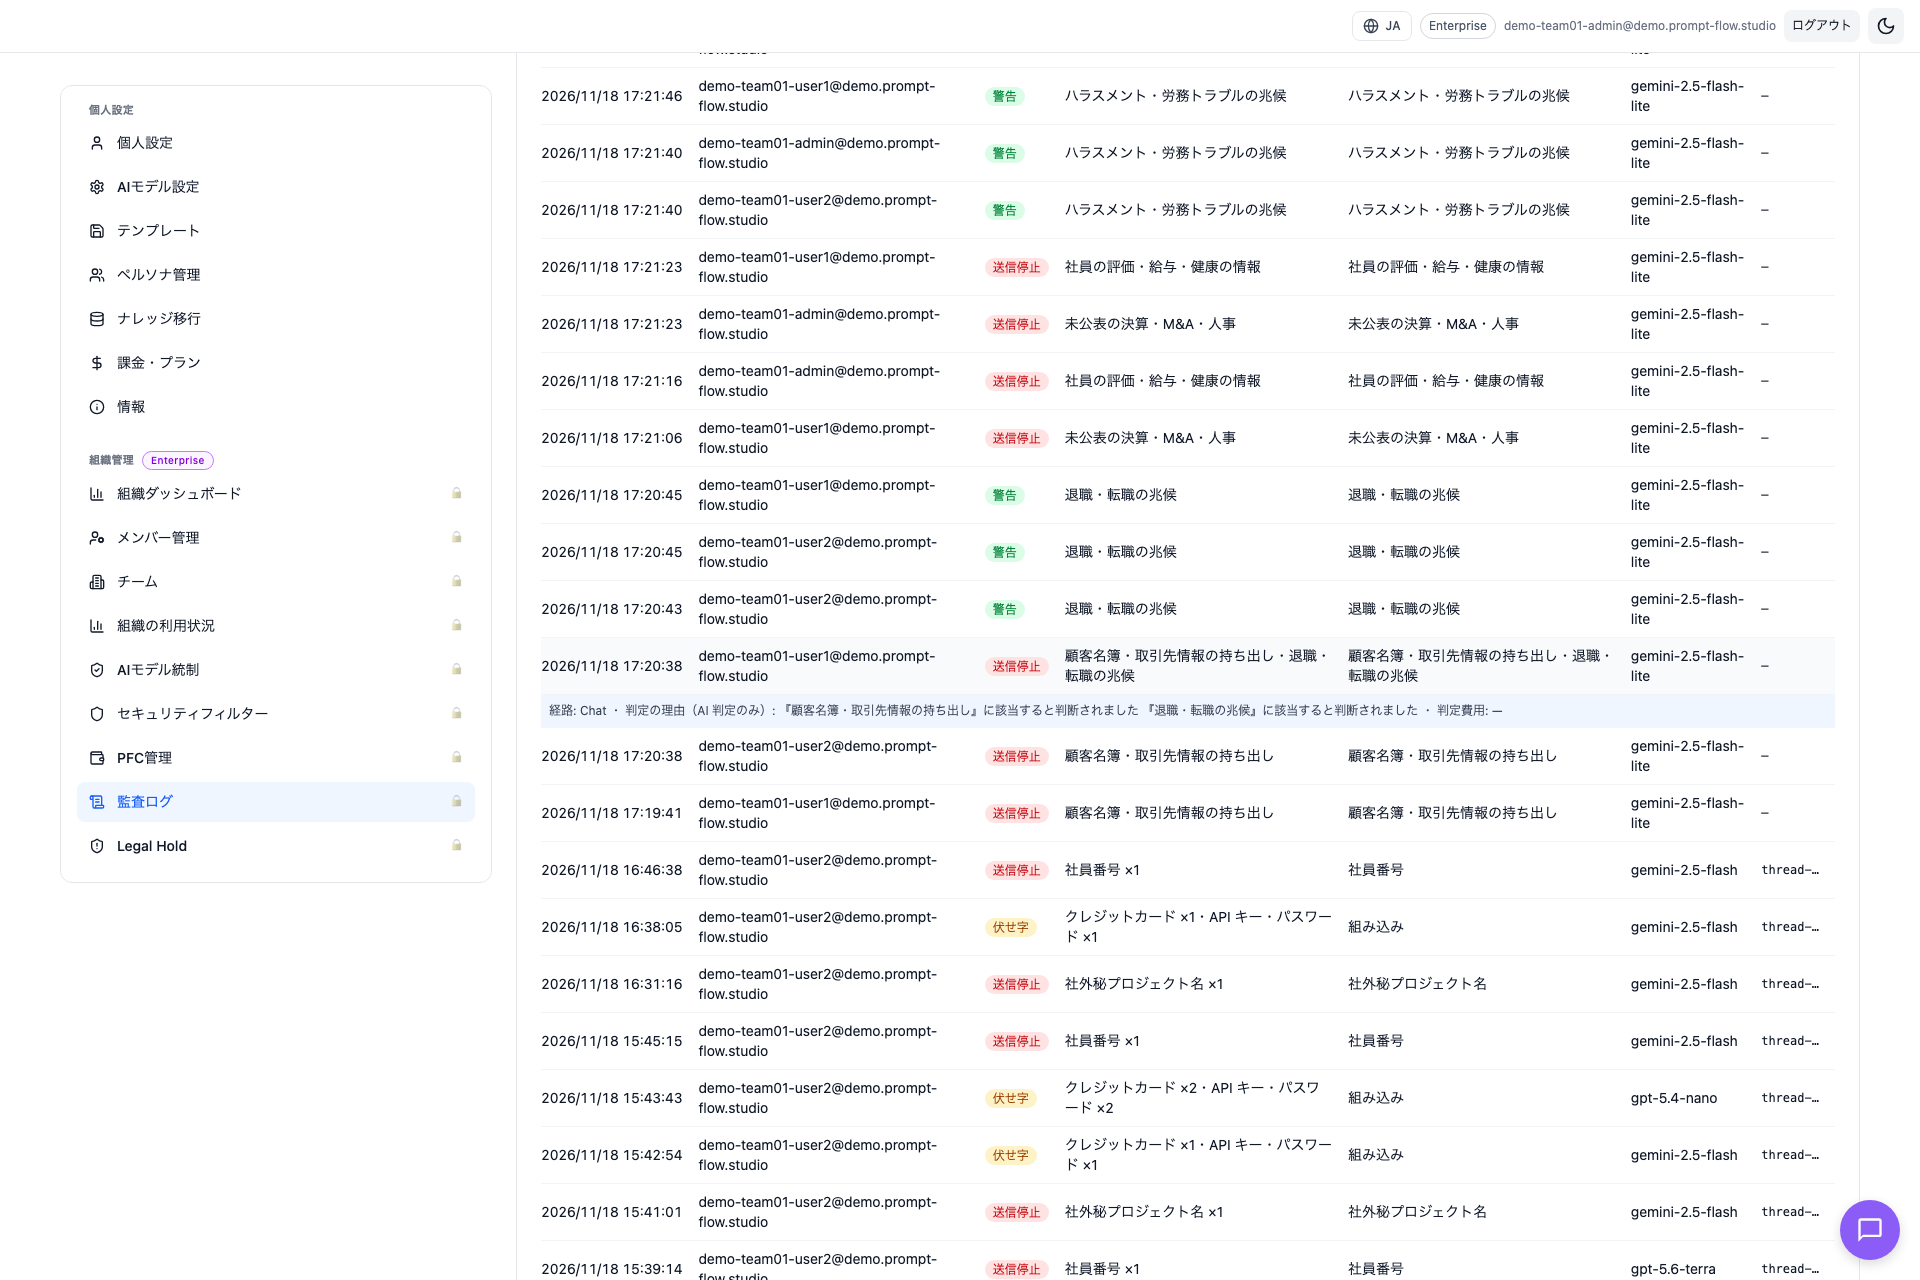 JA
Enterprise
demo-team01-admin@demo.prompt-flow.studio
ログアウト
個人設定
個人設定
AIモデル設定
テンプレート
ペルソナ管理
ナレッジ移行
課金・プラン
情報
組織管理 Enterprise
組織ダッシュボード
メンバー管理
チーム
組織の利用状況
AIモデル統制
セキュリティフィルター
PFC管理
監査ログ
Legal Hold
2026/11/18 17:21:46 demo-team01-user1@demo.prompt-flow.studio 警告 ハラスメント・労務トラブルの兆候 ハラスメント・労務トラブルの兆候 gemini-2.5-flash-lite –
2026/11/18 17:21:40 demo-team01-admin@demo.prompt-flow.studio 警告 ハラスメント・労務トラブルの兆候 ハラスメント・労務トラブルの兆候 gemini-2.5-flash-lite –
2026/11/18 17:21:40 demo-team01-user2@demo.prompt-flow.studio 警告 ハラスメント・労務トラブルの兆候 ハラスメント・労務トラブルの兆候 gemini-2.5-flash-lite –
2026/11/18 17:21:23 demo-team01-user1@demo.prompt-flow.studio 送信停止 社員の評価・給与・健康の情報 社員の評価・給与・健康の情報 gemini-2.5-flash-lite –
2026/11/18 17:21:23 demo-team01-admin@demo.prompt-flow.studio 送信停止 未公表の決算・M&A・人事 未公表の決算・M&A・人事 gemini-2.5-flash-lite –
2026/11/18 17:21:16 demo-team01-admin@demo.prompt-flow.studio 送信停止 社員の評価・給与・健康の情報 社員の評価・給与・健康の情報 gemini-2.5-flash-lite –
2026/11/18 17:21:06 demo-team01-user1@demo.prompt-flow.studio 送信停止 未公表の決算・M&A・人事 未公表の決算・M&A・人事 gemini-2.5-flash-lite –
2026/11/18 17:20:45 demo-team01-user1@demo.prompt-flow.studio 警告 退職・転職の兆候 退職・転職の兆候 gemini-2.5-flash-lite –
2026/11/18 17:20:45 demo-team01-user2@demo.prompt-flow.studio 警告 退職・転職の兆候 退職・転職の兆候 gemini-2.5-flash-lite –
2026/11/18 17:20:43 demo-team01-user2@demo.prompt-flow.studio 警告 退職・転職の兆候 退職・転職の兆候 gemini-2.5-flash-lite –
2026/11/18 17:20:38 demo-team01-user1@demo.prompt-flow.studio 送信停止 顧客名簿・取引先情報の持ち出し・退職・転職の兆候 顧客名簿・取引先情報の持ち出し・退職・転職の兆候 gemini-2.5-flash-lite –
経路: Chat ・ 判定の理由（AI 判定のみ）: 『顧客名簿・取引先情報の持ち出し』に該当すると判断されました 『退職・転職の兆候』に該当すると判断されました ・ 判定費用: —
2026/11/18 17:20:38 demo-team01-user2@demo.prompt-flow.studio 送信停止 顧客名簿・取引先情報の持ち出し 顧客名簿・取引先情報の持ち出し gemini-2.5-flash-lite –
2026/11/18 17:19:41 demo-team01-user1@demo.prompt-flow.studio 送信停止 顧客名簿・取引先情報の持ち出し 顧客名簿・取引先情報の持ち出し gemini-2.5-flash-lite –
2026/11/18 16:46:38 demo-team01-user2@demo.prompt-flow.studio 送信停止 社員番号 ×1 社員番号 gemini-2.5-flash thread-…
2026/11/18 16:38:05 demo-team01-user2@demo.prompt-flow.studio 伏せ字 クレジットカード ×1・API キー・パスワード ×1 組み込み gemini-2.5-flash thread-…
2026/11/18 16:31:16 demo-team01-user2@demo.prompt-flow.studio 送信停止 社外秘プロジェクト名 ×1 社外秘プロジェクト名 gemini-2.5-flash thread-…
2026/11/18 15:45:15 demo-team01-user2@demo.prompt-flow.studio 送信停止 社員番号 ×1 社員番号 gemini-2.5-flash thread-…
2026/11/18 15:43:43 demo-team01-user2@demo.prompt-flow.studio 伏せ字 クレジットカード ×2・API キー・パスワード ×2 組み込み gpt-5.4-nano thread-…
2026/11/18 15:42:54 demo-team01-user2@demo.prompt-flow.studio 伏せ字 クレジットカード ×1・API キー・パスワード ×1 組み込み gemini-2.5-flash thread-…
2026/11/18 15:41:01 demo-team01-user2@demo.prompt-flow.studio 送信停止 社外秘プロジェクト名 ×1 社外秘プロジェクト名 gemini-2.5-flash thread-…
2026/11/18 15:39:14 demo-team01-user2@demo.prompt-flow.studio 送信停止 社員番号 ×1 社員番号 gpt-5.6-terra thread-…